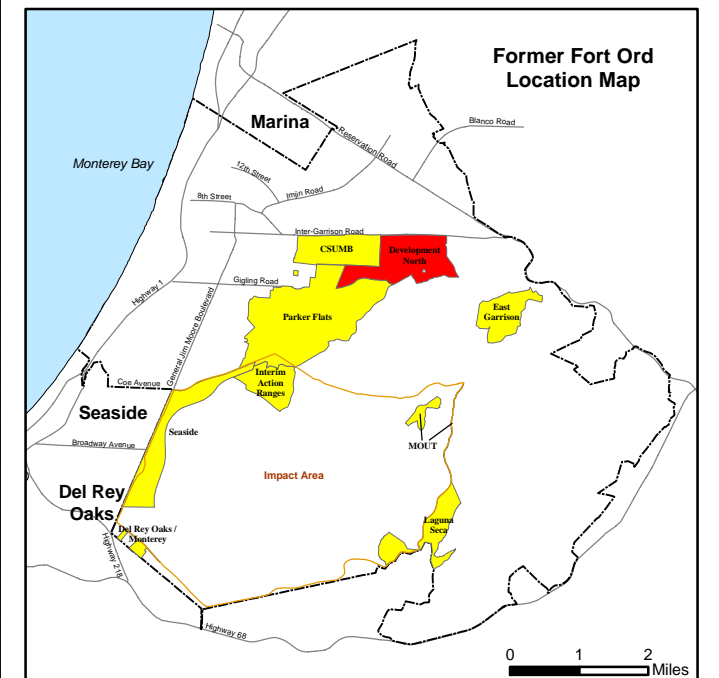 Former Fort Ord
Location Map
Marina
Blanco Road
Reservation Road
Monterey Bay
12th Street
Imjin Road
8th Street
Inter-Garrison Road
CSUMB
Development
North
Gigling Road
Highway 1
General Jim Moore Boulevard
Parker Flats
East
Garrison
Coe Avenue
Interim
Action
Ranges
Seaside
Seaside
Broadway Avenue
MOUT
Impact Area
Del Rey
Oaks
Del Rey Oaks /
Monterey
Laguna
Seca
Highway 218
Highway 68
0 1 2
Miles